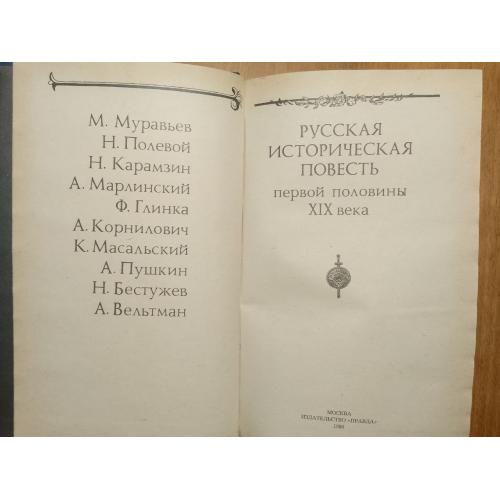 М. Муравьев
Н. Полевой
Н. Карамзин
А. Марлинский
Ф. Глинка
А. Корнилович
К. Масальский
А. Пушкин
Н. Бестужев
А. Вельтман
РУССКАЯ
ИСТОРИЧЕСКАЯ
ПОВЕСТЬ
первой половины
XIX века
МОСКВА
ИЗДАТЕЛЬСТВО «ПРАВДА»